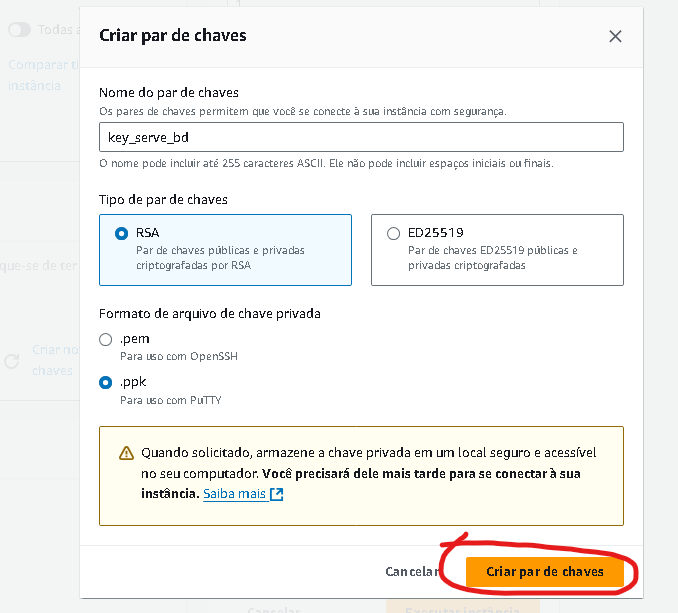 Todas a
Comparar ti
instância
que-se de ter
Criar no
chaves
Criar par de chaves
Nome do par de chaves
Os pares de chaves permitem que você se conecte à sua instância com segurança.
key_serve_bd
O nome pode incluir até 255 caracteres ASCII. Ele não pode incluir espaços iniciais ou finais.
Tipo de par de chaves
RSA
Par de chaves públicas e privadas
criptografadas por RSA
ED25519
Par de chaves ED25519 públicas e
privadas criptografadas
Formato de arquivo de chave privada
.pem
Para uso com OpenSSH
.ppk
Para uso com PuTTY
Quando solicitado, armazene a chave privada em um local seguro e acessível
no seu computador. Você precisará dele mais tarde para se conectar à sua
instância. Saiba mais
Cancelar
Criar par de chaves
Cancelar
Executar instância